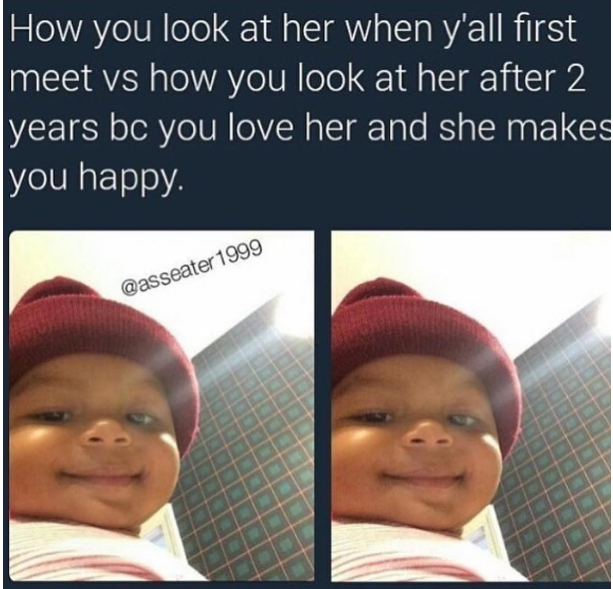 How you look at her when y'all first
meet vs how you look at her after 2
years bc you love her and she makes
you happy.
@asseater1999